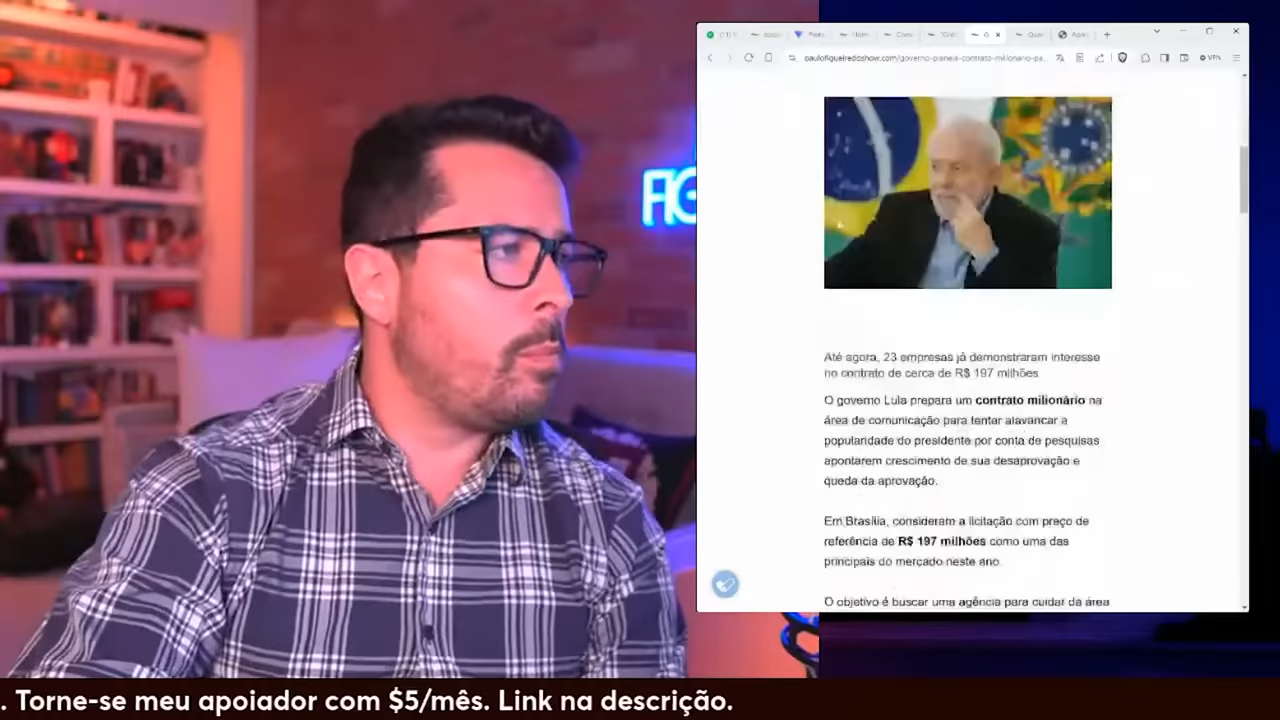 FIG
paulofigueiredoshow.com/governo-planeja-contrato-milionario-pa...
VPN
Até agora, 23 empresas já demonstraram interesse
no contrato de cerca de R$ 197 milhões
O governo Lula prepara um contrato milionário na
área de comunicação para tentar alavancar a
popularidade do presidente por conta de pesquisas
apontarem crescimento de sua desaprovação e
queda da aprovação.
Em Brasília, consideram a licitação com preço de
referência de R$ 197 milhões como uma das
principais do mercado neste ano.
O objetivo é buscar uma agência para cuidar da área
. Torne-se meu apoiador com $5/mês. Link na descrição.